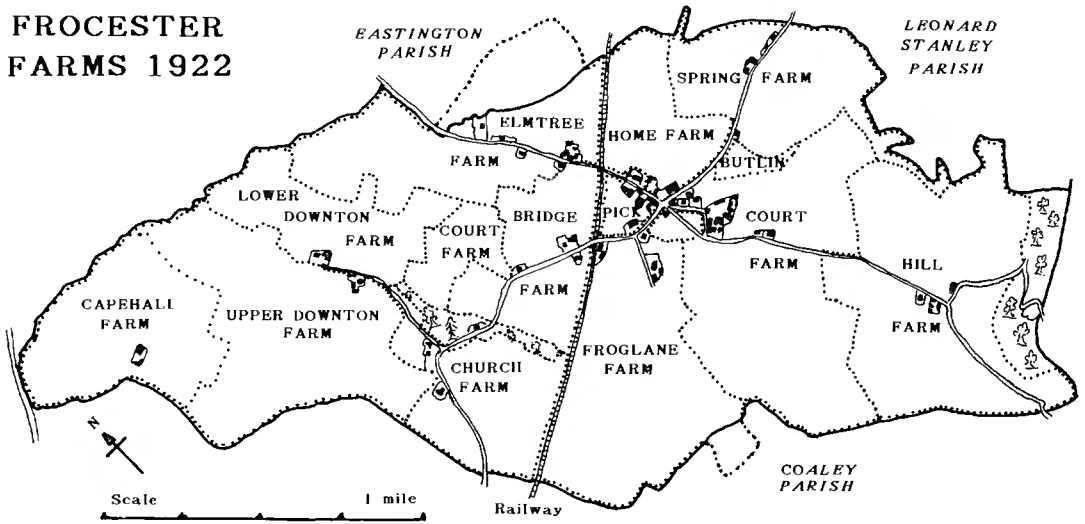 FROCESTER
FARMS 1922
EASTINGTON
PARISH
LEONARD
STANLEY
PARISH
SPRING FARM
ELMTREE
FARM
HOME FARM
BUTLIN
LOWER
DOWNTON
FARM
COURT
FARM
BRIDGE
FARM
PICK
COURT
FARM
HILL
FARM
CAPEHALL
FARM
UPPER DOWNTON
FARM
CHURCH
FARM
FROGLANE
FARM
COALEY
PARISH
N
Scale 1 mile
Railway